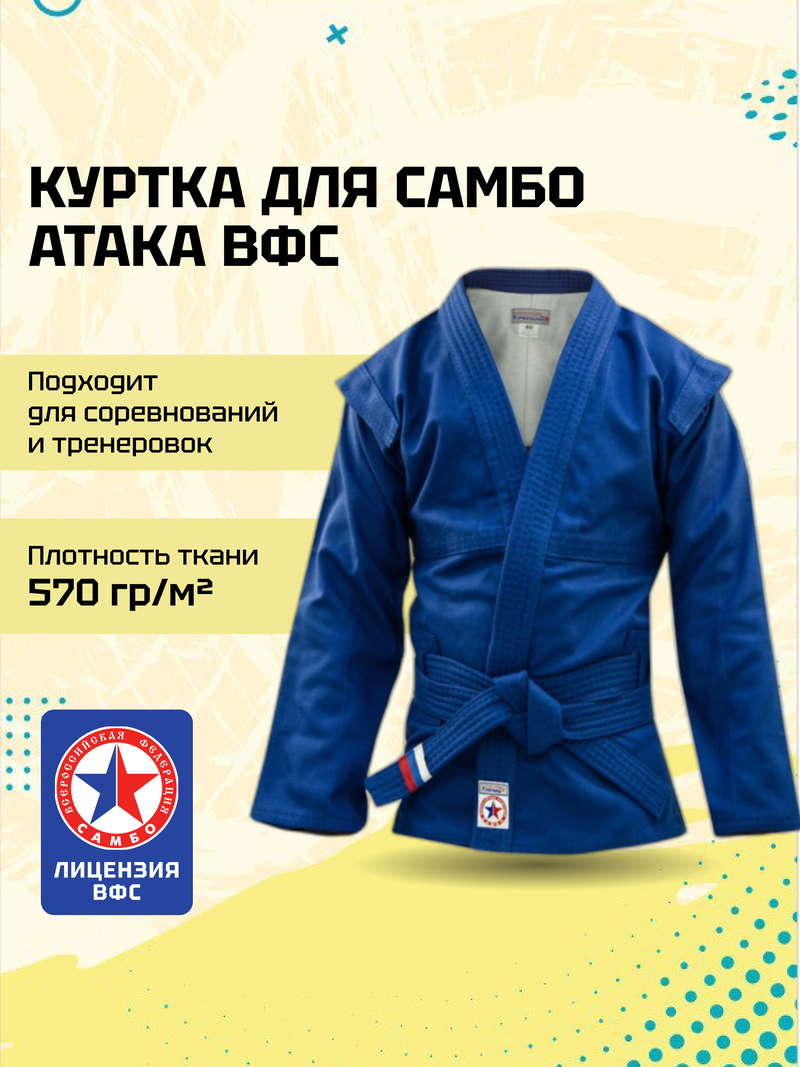 КУРТКА ДЛЯ САМБО
АТАКА ВФС
Подходит
для соревнований
и тренеровок
Плотность ткани
570 гр/м²
ВСЕРОССИЙСКАЯ ФЕДЕРАЦИЯ
САМБО
ЛИЦЕНЗИЯ
ВФС